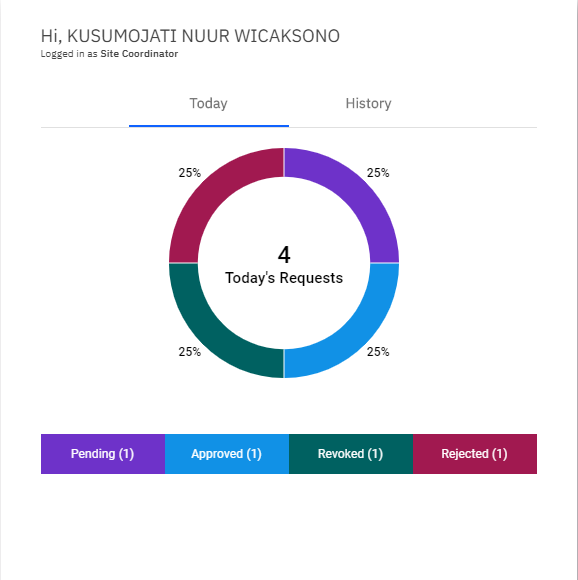 Hi, KUSUMOJATI NUUR WICAKSONO
Logged in as Site Coordinator
Today History
25% 25%
4
Today's Requests
25% 25%
Pending (1) Approved (1) Revoked (1) Rejected (1)